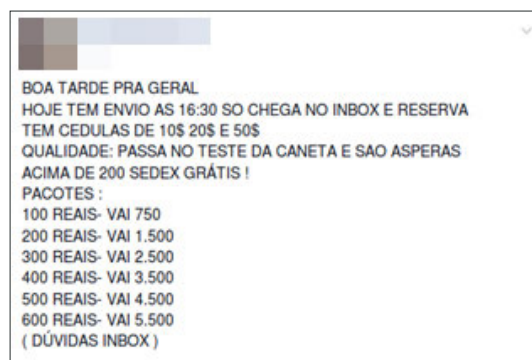 BOA TARDE PRA GERAL
HOJE TEM ENVIO AS 16:30 SO CHEGA NO INBOX E RESERVA
TEM CEDULAS DE 10$ 20$ E 50$
QUALIDADE: PASSA NO TESTE DA CANETA E SAO ASPERAS
ACIMA DE 200 SEDEX GRÁTIS !
PACOTES :
100 REAIS- VAI 750
200 REAIS- VAI 1.500
300 REAIS- VAI 2.500
400 REAIS- VAI 3.500
500 REAIS- VAI 4.500
600 REAIS- VAI 5.500
( DÚVIDAS INBOX )